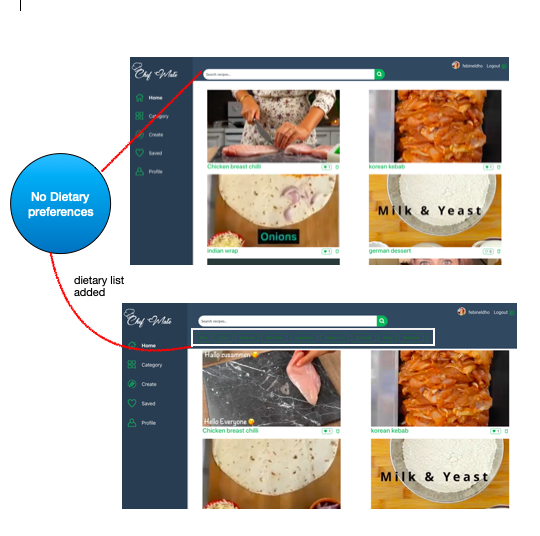 Chef Mate
febneldho Logout
Search recipes...
Home
Category
Create
Saved
Profile
Chicken breast chilli
korean kebab
Onions
Milk & Yeast
indian wrap
german dessert
No Dietary
preferences
dietary list
added
Chef Mate
febneldho Logout
Search recipes...
Home
Category
Create
Saved
Profile
Hallo zusammen
Hello Everyone
Chicken breast chilli
korean kebab
Milk & Yeast